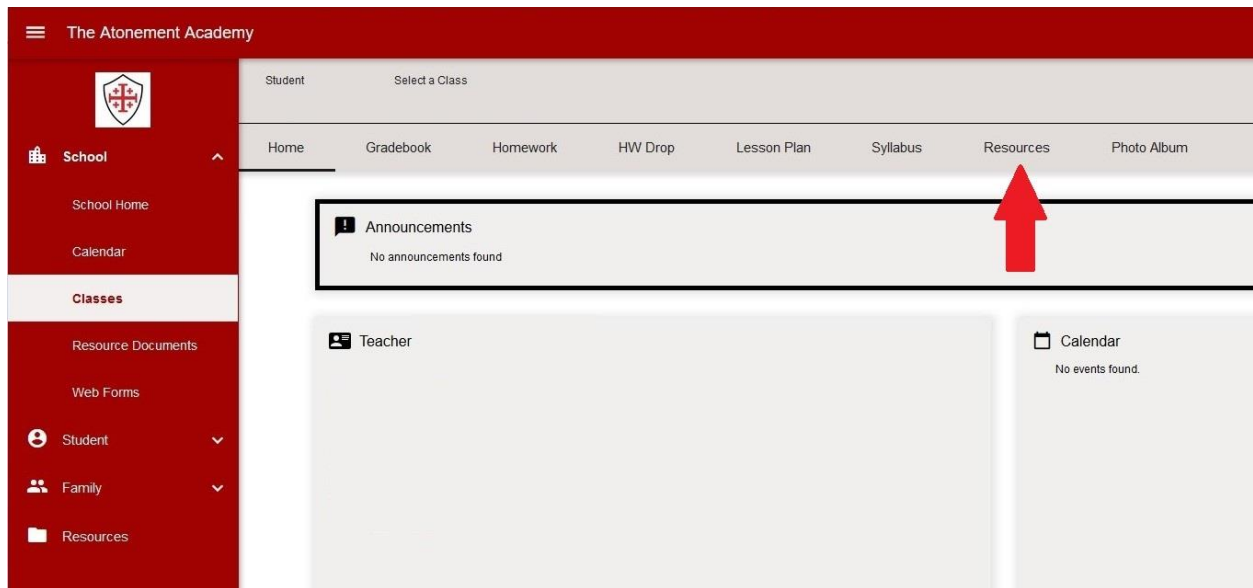 The Atonement Academy
School
School Home
Calendar
Classes
Resource Documents
Web Forms
Student
Family
Resources
Student Select a Class
Home Gradebook Homework HW Drop Lesson Plan Syllabus Resources Photo Album
Announcements
No announcements found
Teacher
Calendar
No events found.